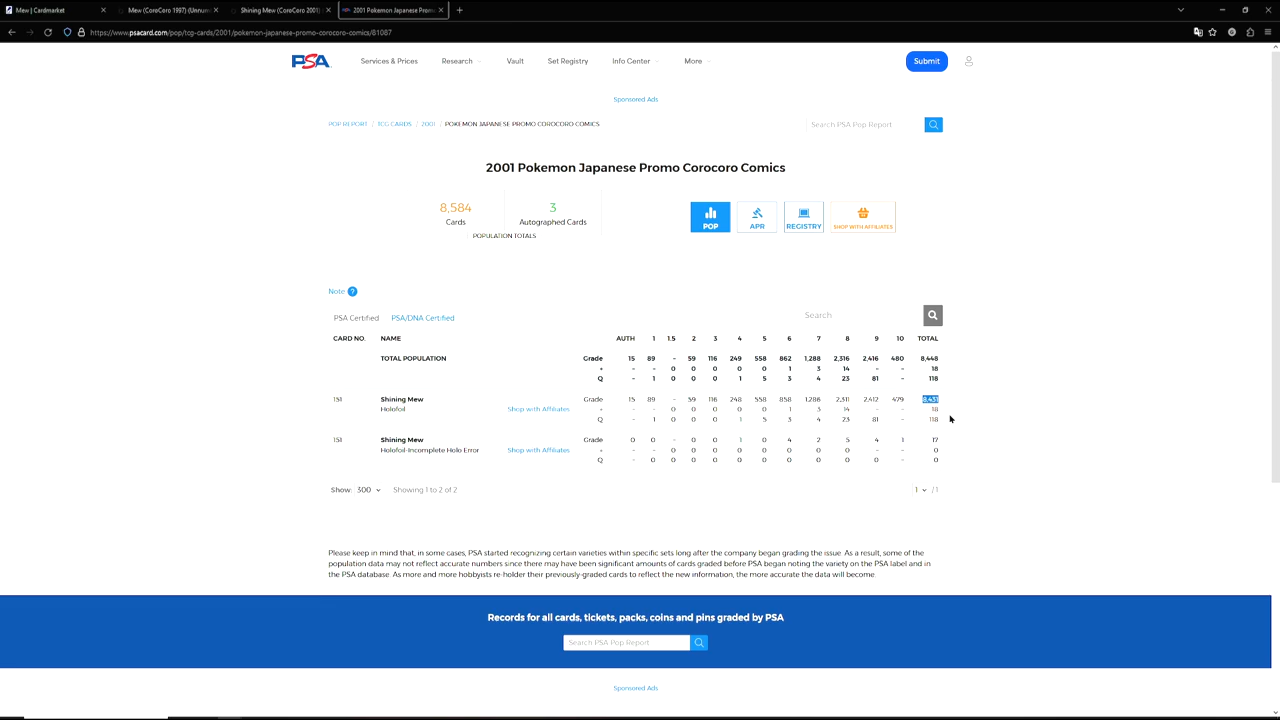 Mew | Cardmarket
Mew (CoroCoro 1997) (Unnum
Shining Mew (CoroCoro 2001)
2001 Pokemon Japanese Promo
https://www.psacard.com/pop/tcg-cards/2001/pokemon-japanese-promo-corocoro-comics/81087
PSA Services & Prices Research Vault Set Registry Info Center More Submit
Sponsored Ads
POP REPORT / TCG CARDS / 2001 / POKEMON JAPANESE PROMO COROCORO COMICS Search PSA Pop Report
2001 Pokemon Japanese Promo Corocoro Comics
8,584 3
Cards Autographed Cards
POPULATION TOTALS
POP APR REGISTRY SHOP WITH AFFILIATES
Note ?
PSA Certified PSA/DNA Certified Search
CARD NO. NAME AUTH 1 1.5 2 3 4 5 6 7 8 9 10 TOTAL
TOTAL POPULATION Grade 15 89 - 59 116 249 558 862 1,288 2,316 2,416 480 8,448
+ - - 0 0 0 0 0 1 3 14 - - 18
Q - 1 0 0 0 1 5 3 4 23 81 - 118
151 Shining Mew Grade 15 89 - 59 116 248 558 858 1,286 2,311 2,412 479 8,431
Holofoil Shop with Affiliates + - - 0 0 0 0 0 1 3 14 - - 18
Q - 1 0 0 0 1 5 3 4 23 81 - 118
151 Shining Mew Grade 0 0 - 0 0 1 0 4 2 5 4 1 17
Holofoil-Incomplete Holo Error Shop with Affiliates + - - 0 0 0 0 0 0 0 0 - - 0
Q - 0 0 0 0 0 0 0 0 0 0 - 0
Show: 300 Showing 1 to 2 of 2 1 / 1
Please keep in mind that, in some cases, PSA started recognizing certain varieties within specific sets long after the company began grading the issue. As a result, some of the
population data may not reflect accurate numbers since there may have been significant amounts of cards graded before PSA began noting the variety on the PSA label and in
the PSA database. As more and more hobbyists re-holder their previously-graded cards to reflect the new information, the more accurate the data will become.
Records for all cards, tickets, packs, coins and pins graded by PSA
Search PSA Pop Report
Sponsored Ads